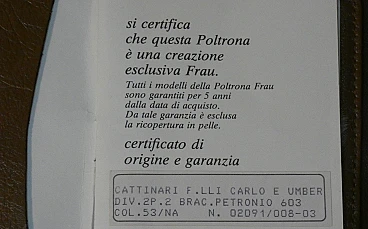 si certifica
che questa Poltrona
è una creazione
esclusiva Frau.
Tutti i modelli della Poltrona Frau
sono garantiti per 5 anni
dalla data di acquisto.
Da tale garanzia è esclusa
la ricopertura in pelle.
certificato di
origine e garanzia
CATTINARI F.LLI CARLO E UMBER
DIV.2P.2 BRAC.PETRONIO 603
COL.53/NA N. 02091/008-03